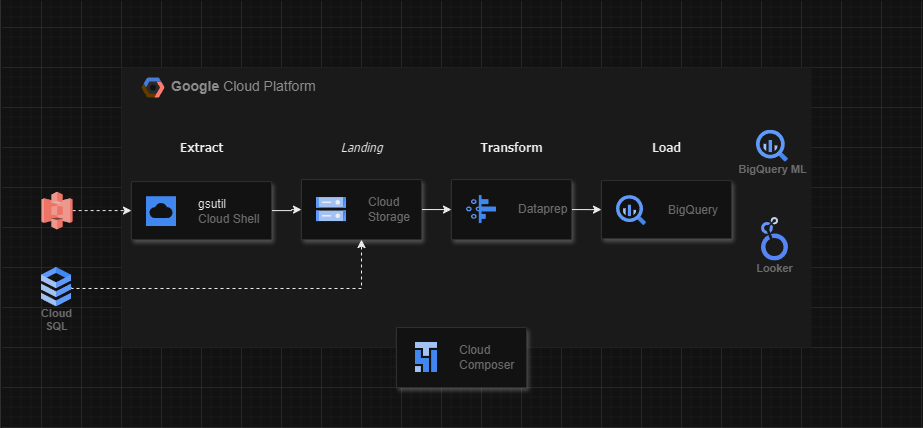 Google Cloud Platform
Extract
Landing
Transform
Load
BigQuery ML
gsutil
Cloud Shell
Cloud
Storage
Dataprep
BigQuery
Looker
Cloud
SQL
Cloud
Composer